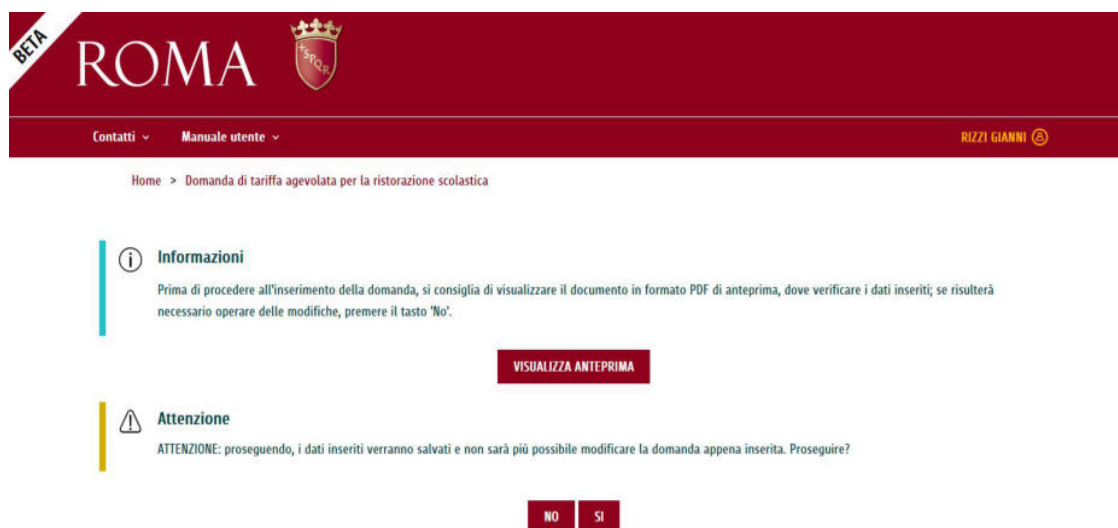 BETA
ROMA
SPQR
Contatti
Manuale utente
RIZZI GIANNI
Home > Domanda di tariffa agevolata per la ristorazione scolastica
Informazioni
Prima di procedere all'inserimento della domanda, si consiglia di visualizzare il documento in formato PDF di anteprima, dove verificare i dati inseriti; se risulterà
necessario operare delle modifiche, premere il tasto 'No'.
VISUALIZZA ANTEPRIMA
Attenzione
ATTENZIONE: proseguendo, i dati inseriti verranno salvati e non sarà più possibile modificare la domanda appena inserita. Proseguire?
NO SI